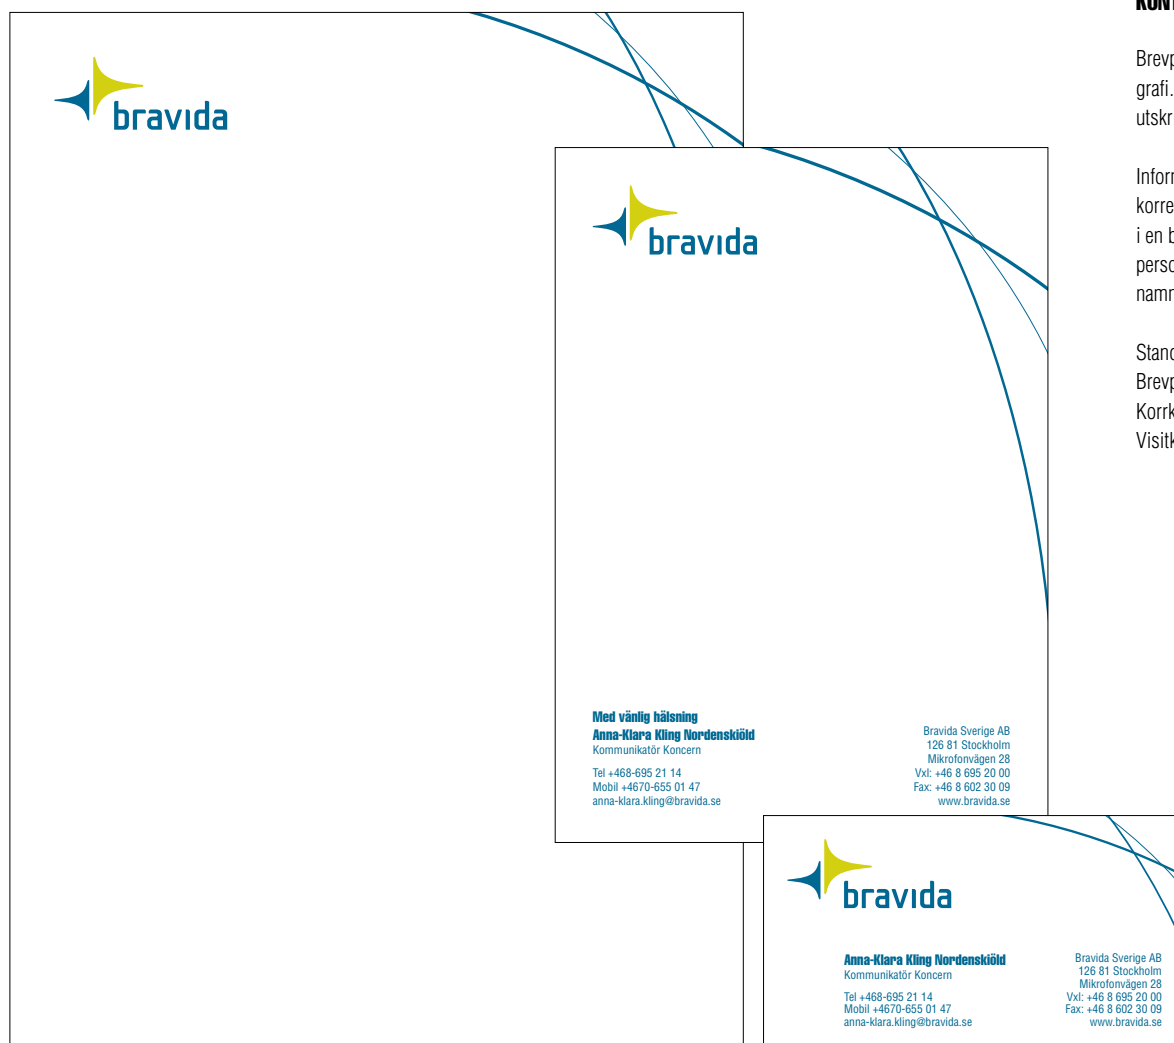 bravida
bravida
Med vänlig hälsning
Anna-Klara Kling Nordenskiöld
Kommunikatör Koncern
Tel +468-695 21 14
Mobil +4670-655 01 47
anna-klara.kling@bravida.se
Bravida Sverige AB
126 81 Stockholm
Mikrofonvägen 28
Vxl: +46 8 695 20 00
Fax: +46 8 602 30 09
www.bravida.se
bravida
Anna-Klara Kling Nordenskiöld
Kommunikatör Koncern
Tel +468-695 21 14
Mobil +4670-655 01 47
anna-klara.kling@bravida.se
Bravida Sverige AB
126 81 Stockholm
Mikrofonvägen 28
Vxl: +46 8 695 20 00
Fax: +46 8 602 30 09
www.bravida.se
grafi.
i en